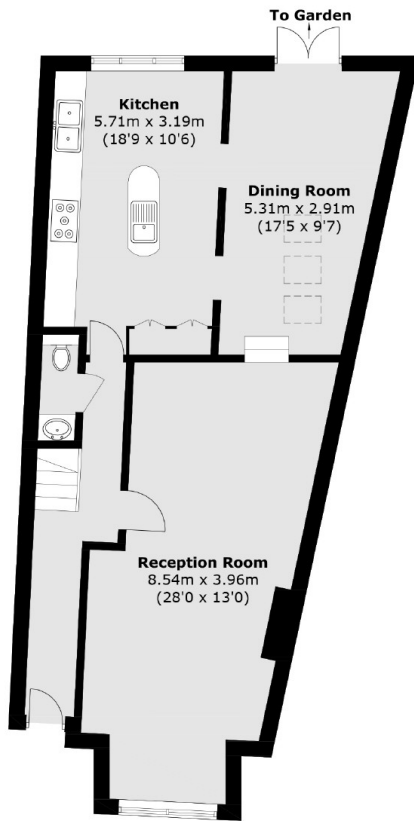 To Garden
Kitchen
5.71m x 3.19m
(18'9 x 10'6)
Dining Room
5.31m x 2.91m
(17'5 x 9'7)
Reception Room
8.54m x 3.96m
(28'0 x 13'0)